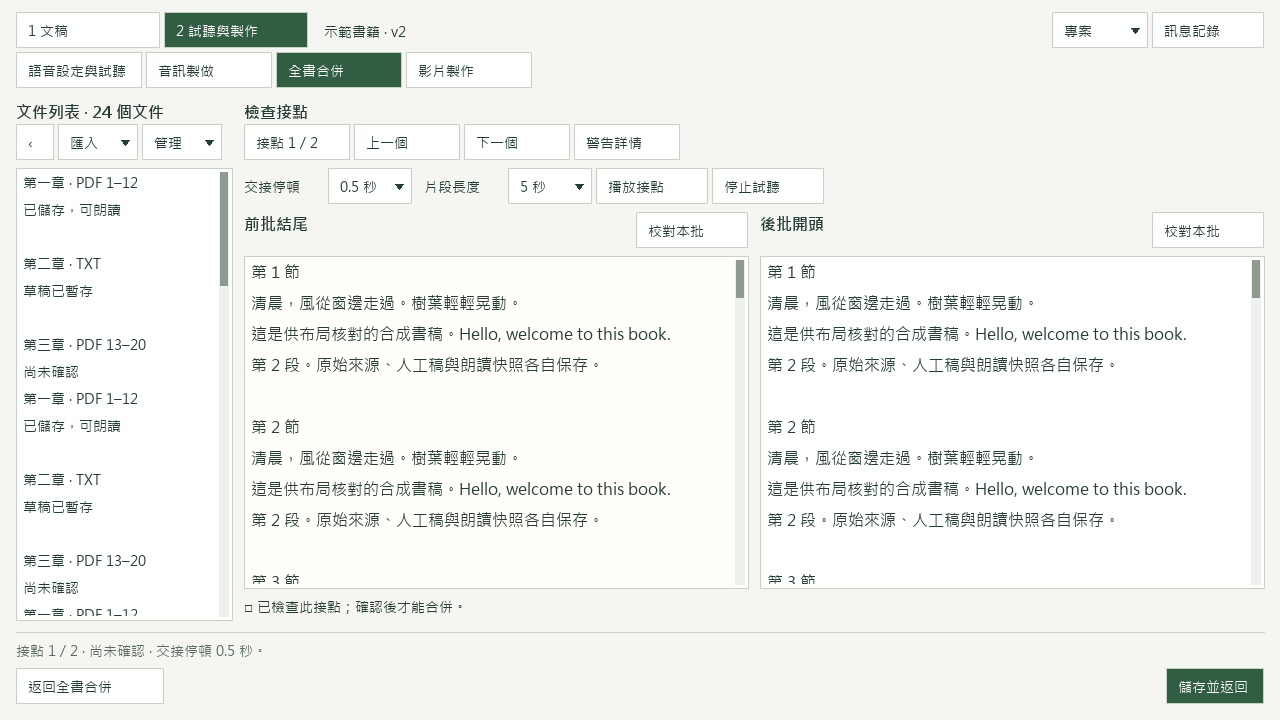 1 文稿
2 試聽與製作
示範書籍 · v2
專案
訊息記錄
語音設定與試聽
音訊製做
全書合併
影片製作
文件列表 · 24 個文件
‹
匯入
管理
第一章 · PDF 1–12
已儲存，可朗讀
第二章 · TXT
草稿已暫存
第三章 · PDF 13–20
尚未確認
第一章 · PDF 1–12
已儲存，可朗讀
第二章 · TXT
草稿已暫存
第三章 · PDF 13–20
尚未確認
第一章 · PDF 1–12
檢查接點
接點 1 / 2
上一個
下一個
警告詳情
交接停頓
0.5 秒
片段長度
5 秒
播放接點
停止試聽
前批結尾
校對本批
第 1 節
清晨，風從窗邊走過。樹葉輕輕晃動。
這是供布局核對的合成書稿。Hello, welcome to this book.
第 2 段。原始來源、人工稿與朗讀快照各自保存。
第 2 節
清晨，風從窗邊走過。樹葉輕輕晃動。
這是供布局核對的合成書稿。Hello, welcome to this book.
第 2 段。原始來源、人工稿與朗讀快照各自保存。
第 3 節
後批開頭
校對本批
第 1 節
清晨，風從窗邊走過。樹葉輕輕晃動。
這是供布局核對的合成書稿。Hello, welcome to this book.
第 2 段。原始來源、人工稿與朗讀快照各自保存。
第 2 節
清晨，風從窗邊走過。樹葉輕輕晃動。
這是供布局核對的合成書稿。Hello, welcome to this book.
第 2 段。原始來源、人工稿與朗讀快照各自保存。
第 3 節
□ 已檢查此接點；確認後才能合併。
接點 1 / 2 · 尚未確認 · 交接停頓 0.5 秒。
返回全書合併
儲存並返回